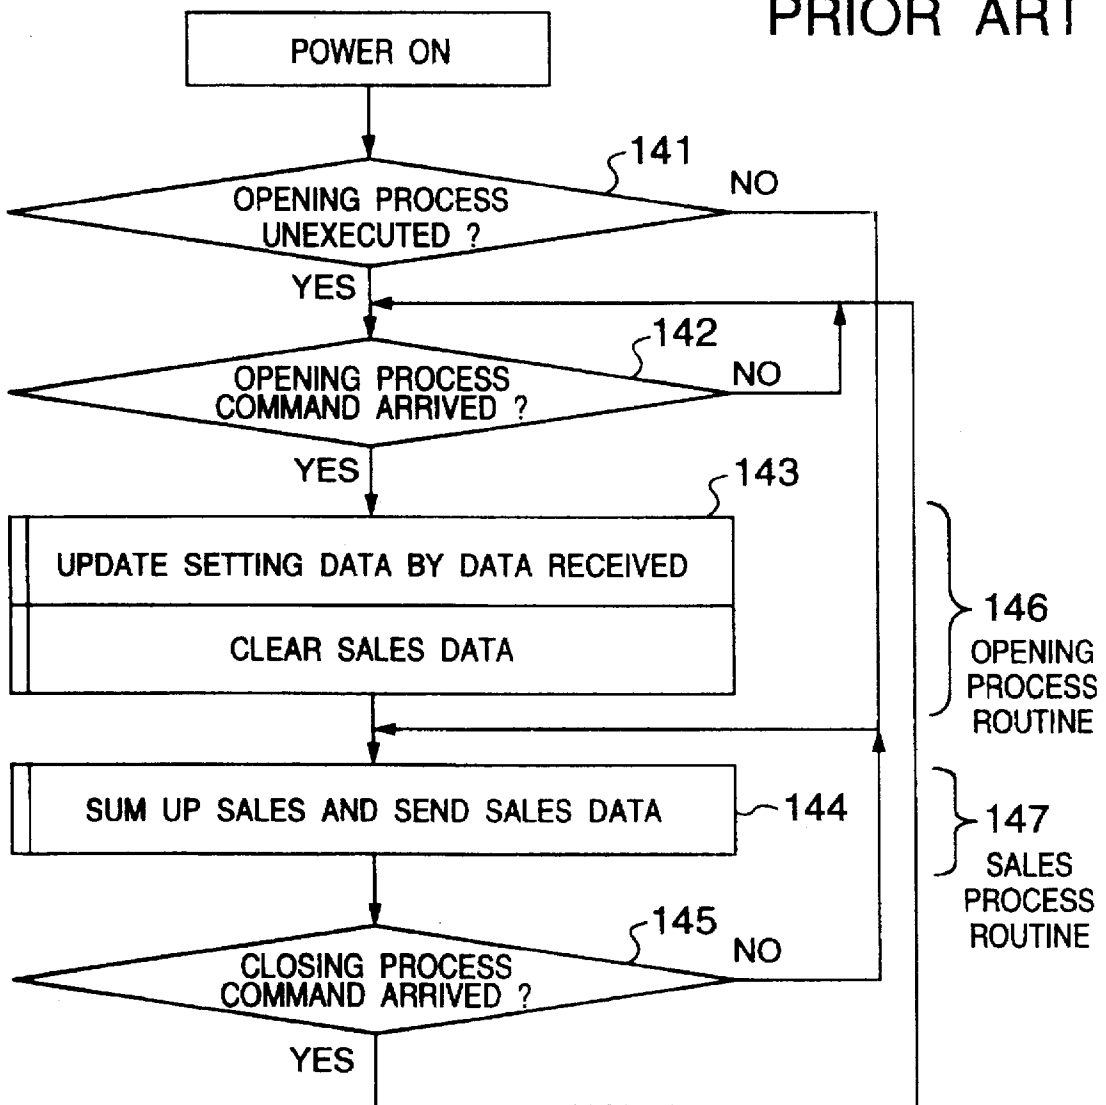 PRIOR ART
POWER ON
141
NO
OPENING PROCESS
UNEXECUTED ?
YES
142
NO
OPENING PROCESS
COMMAND ARRIVED ?
YES
143
UPDATE SETTING DATA BY DATA RECEIVED
CLEAR SALES DATA
146
OPENING
PROCESS
ROUTINE
SUM UP SALES AND SEND SALES DATA
144
147
SALES
PROCESS
ROUTINE
145
NO
CLOSING PROCESS
COMMAND ARRIVED ?
YES